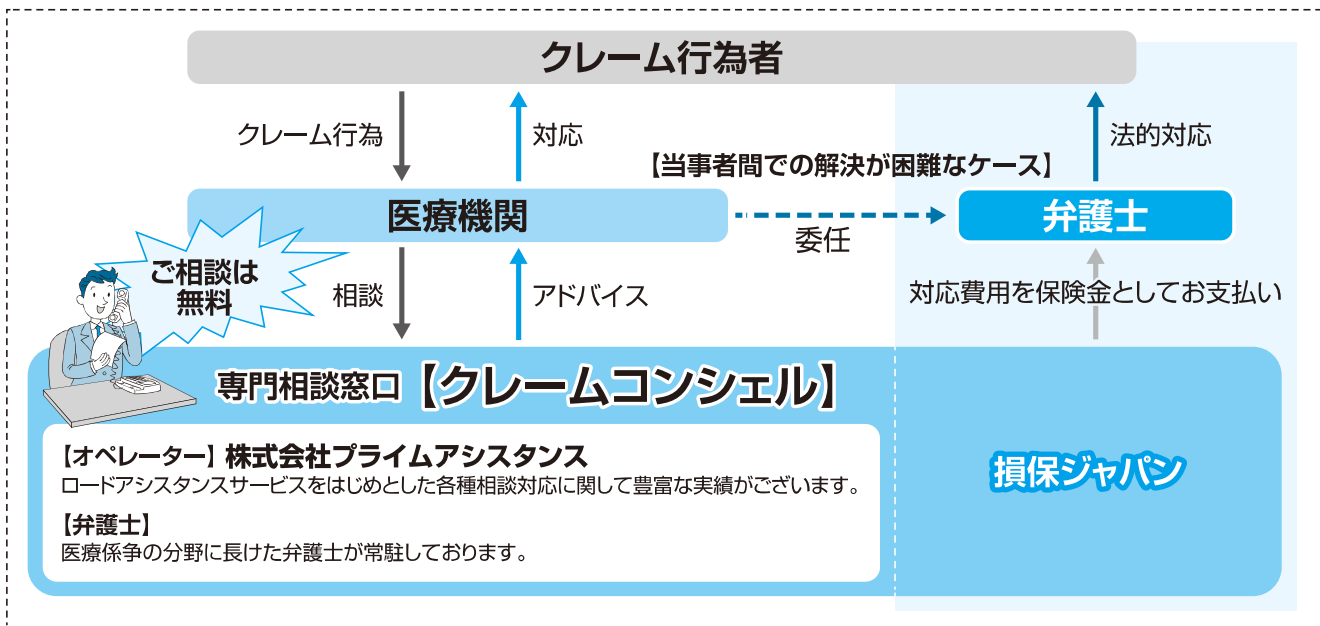 クレーム行為者
クレーム行為
対応
法的対応
【当事者間での解決が困難なケース】
医療機関
委任
弁護士
ご相談は
無料
相談
アドバイス
対応費用を保険金としてお支払い
専門相談窓口【クレームコンシェル】
【オペレーター】株式会社プライムアシスタンス
ロードアシスタンスサービスをはじめとした各種相談対応に関して豊富な実績がございます。
【弁護士】
医療係争の分野に長けた弁護士が常駐しております。
損保ジャパン